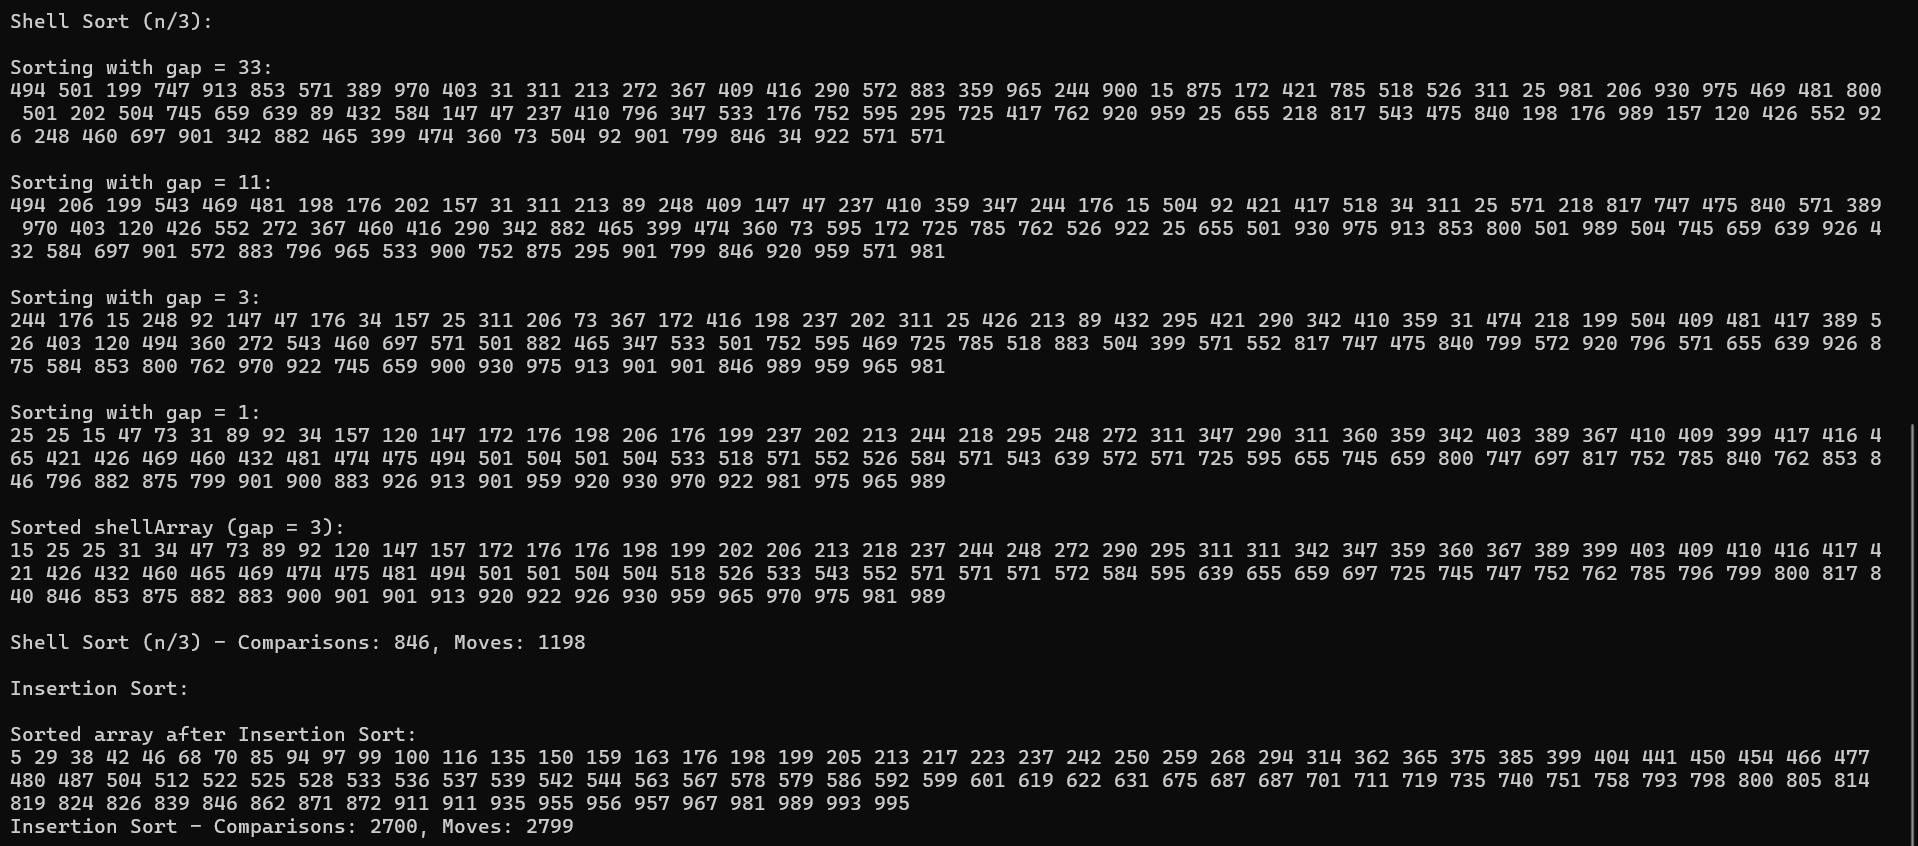 Shell Sort (n/3):
Sorting with gap = 33:
494 501 199 747 913 853 571 389 970 403 31 311 213 272 367 409 416 290 572 883 359 965 244 900 15 875 172 421 785 518 526 311 25 981 206 930 975 469 481 800
501 202 504 745 659 639 89 432 584 147 47 237 410 796 347 533 176 752 595 295 725 417 762 920 959 25 655 218 817 543 475 840 198 176 989 157 120 426 552 92
6 248 460 697 901 342 882 465 399 474 360 73 504 92 901 799 846 34 922 571 571
Sorting with gap = 11:
494 206 199 543 469 481 198 176 202 157 31 311 213 89 248 409 147 47 237 410 359 347 244 176 15 504 92 421 417 518 34 311 25 571 218 817 747 475 840 571 389
970 403 120 426 552 272 367 460 416 290 342 882 465 399 474 360 73 595 172 725 785 762 526 922 25 655 501 930 975 913 853 800 501 989 504 745 659 639 926 4
32 584 697 901 572 883 796 965 533 900 752 875 295 901 799 846 920 959 571 981
Sorting with gap = 3:
244 176 15 248 92 147 47 176 34 157 25 311 206 73 367 172 416 198 237 202 311 25 426 213 89 432 295 421 290 342 410 359 31 474 218 199 504 409 481 417 389 5
26 403 120 494 360 272 543 460 697 571 501 882 465 347 533 501 752 595 469 725 785 518 883 504 399 571 552 817 747 475 840 799 572 920 796 571 655 639 926 8
75 584 853 800 762 970 922 745 659 900 930 975 913 901 901 846 989 959 965 981
Sorting with gap = 1:
25 25 15 47 73 31 89 92 34 157 120 147 172 176 198 206 176 199 237 202 213 244 218 295 248 272 311 347 290 311 360 359 342 403 389 367 410 409 399 417 416 4
65 421 426 469 460 432 481 474 475 494 501 504 501 504 533 518 571 552 526 584 571 543 639 572 571 725 595 655 745 659 800 747 697 817 752 785 840 762 853 8
46 796 882 875 799 901 900 883 926 913 901 959 920 930 970 922 981 975 965 989
Sorted shellArray (gap = 3):
15 25 25 31 34 47 73 89 92 120 147 157 172 176 176 198 199 202 206 213 218 237 244 248 272 290 295 311 311 342 347 359 360 367 389 399 403 409 410 416 417 4
21 426 432 460 465 469 474 475 481 494 501 501 504 504 518 526 533 543 552 571 571 571 572 584 595 639 655 659 697 725 745 747 752 762 785 796 799 800 817 8
40 846 853 875 882 883 900 901 901 913 920 922 926 930 959 965 970 975 981 989
Shell Sort (n/3) - Comparisons: 846, Moves: 1198
Insertion Sort:
Sorted array after Insertion Sort:
5 29 38 42 46 68 70 85 94 97 99 100 116 135 150 159 163 176 198 199 205 213 217 223 237 242 250 259 268 294 314 362 365 375 385 399 404 441 450 454 466 477
480 487 504 512 522 525 528 533 536 537 539 542 544 563 567 578 579 586 592 599 601 619 622 631 675 687 687 701 711 719 735 740 751 758 793 798 800 805 814
819 824 826 839 846 862 871 872 911 911 935 955 956 957 967 981 989 993 995
Insertion Sort - Comparisons: 2700, Moves: 2799